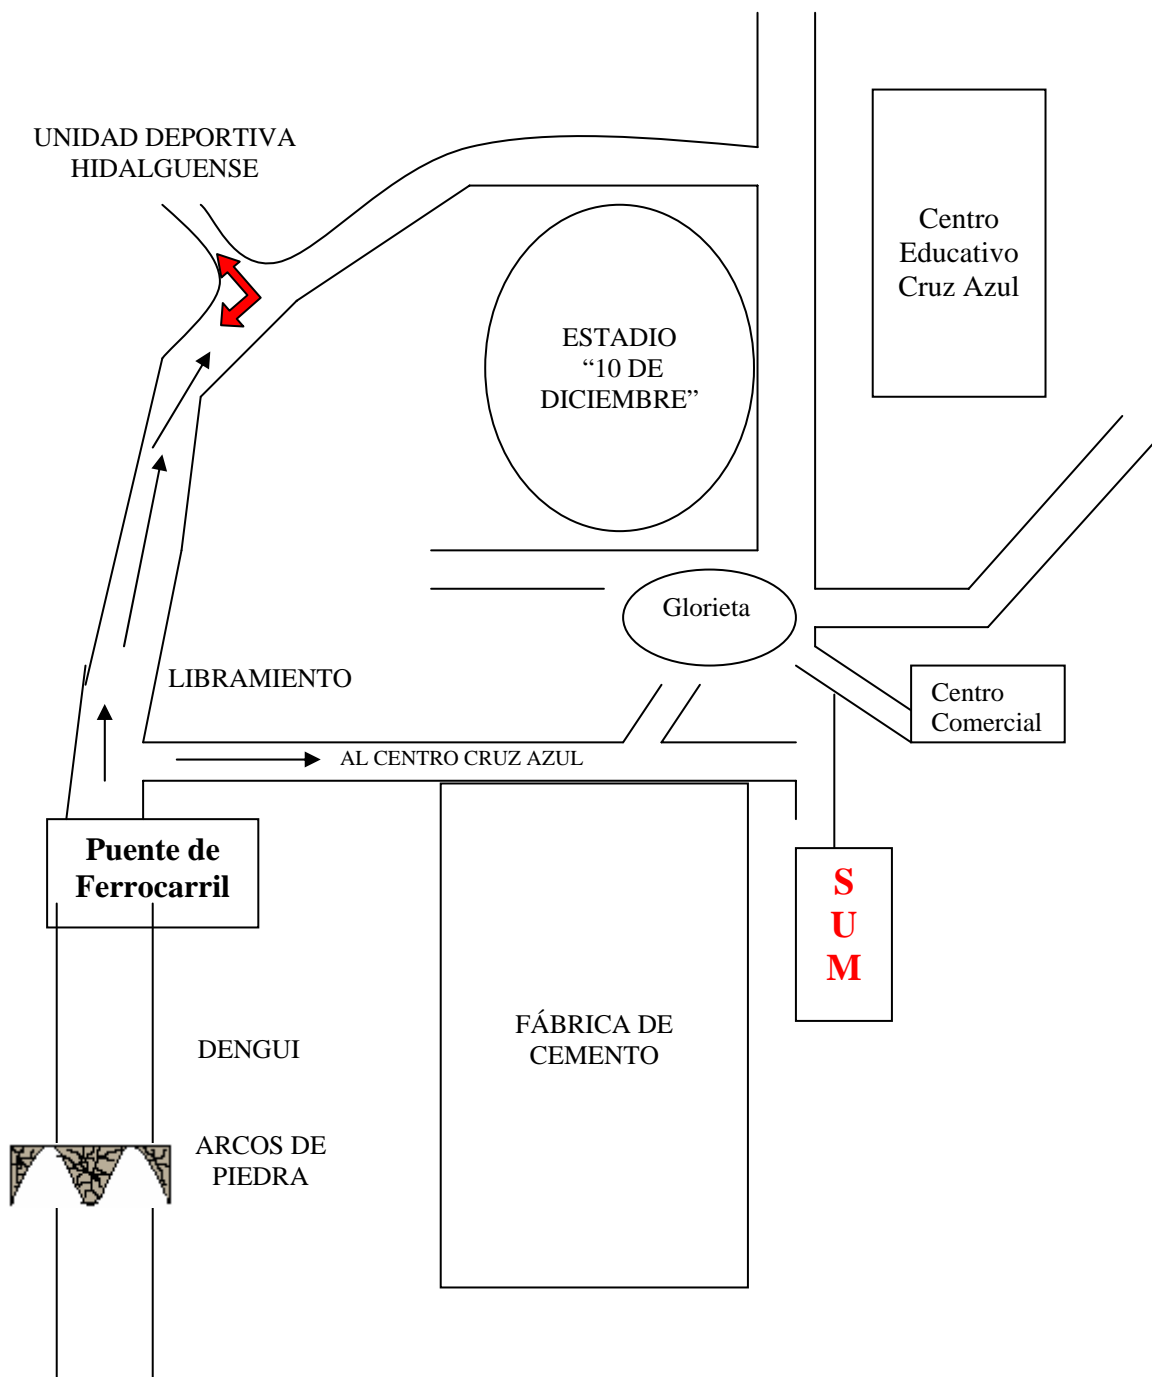 UNIDAD DEPORTIVA
HIDALGUENSE
Centro
Educativo
Cruz Azul
ESTADIO
“10 DE
DICIEMBRE”
Glorieta
LIBRAMIENTO
Centro
Comercial
AL CENTRO CRUZ AZUL
Puente de
Ferrocarril
S
U
M
FÁBRICA DE
CEMENTO
DENGUI
ARCOS DE
PIEDRA